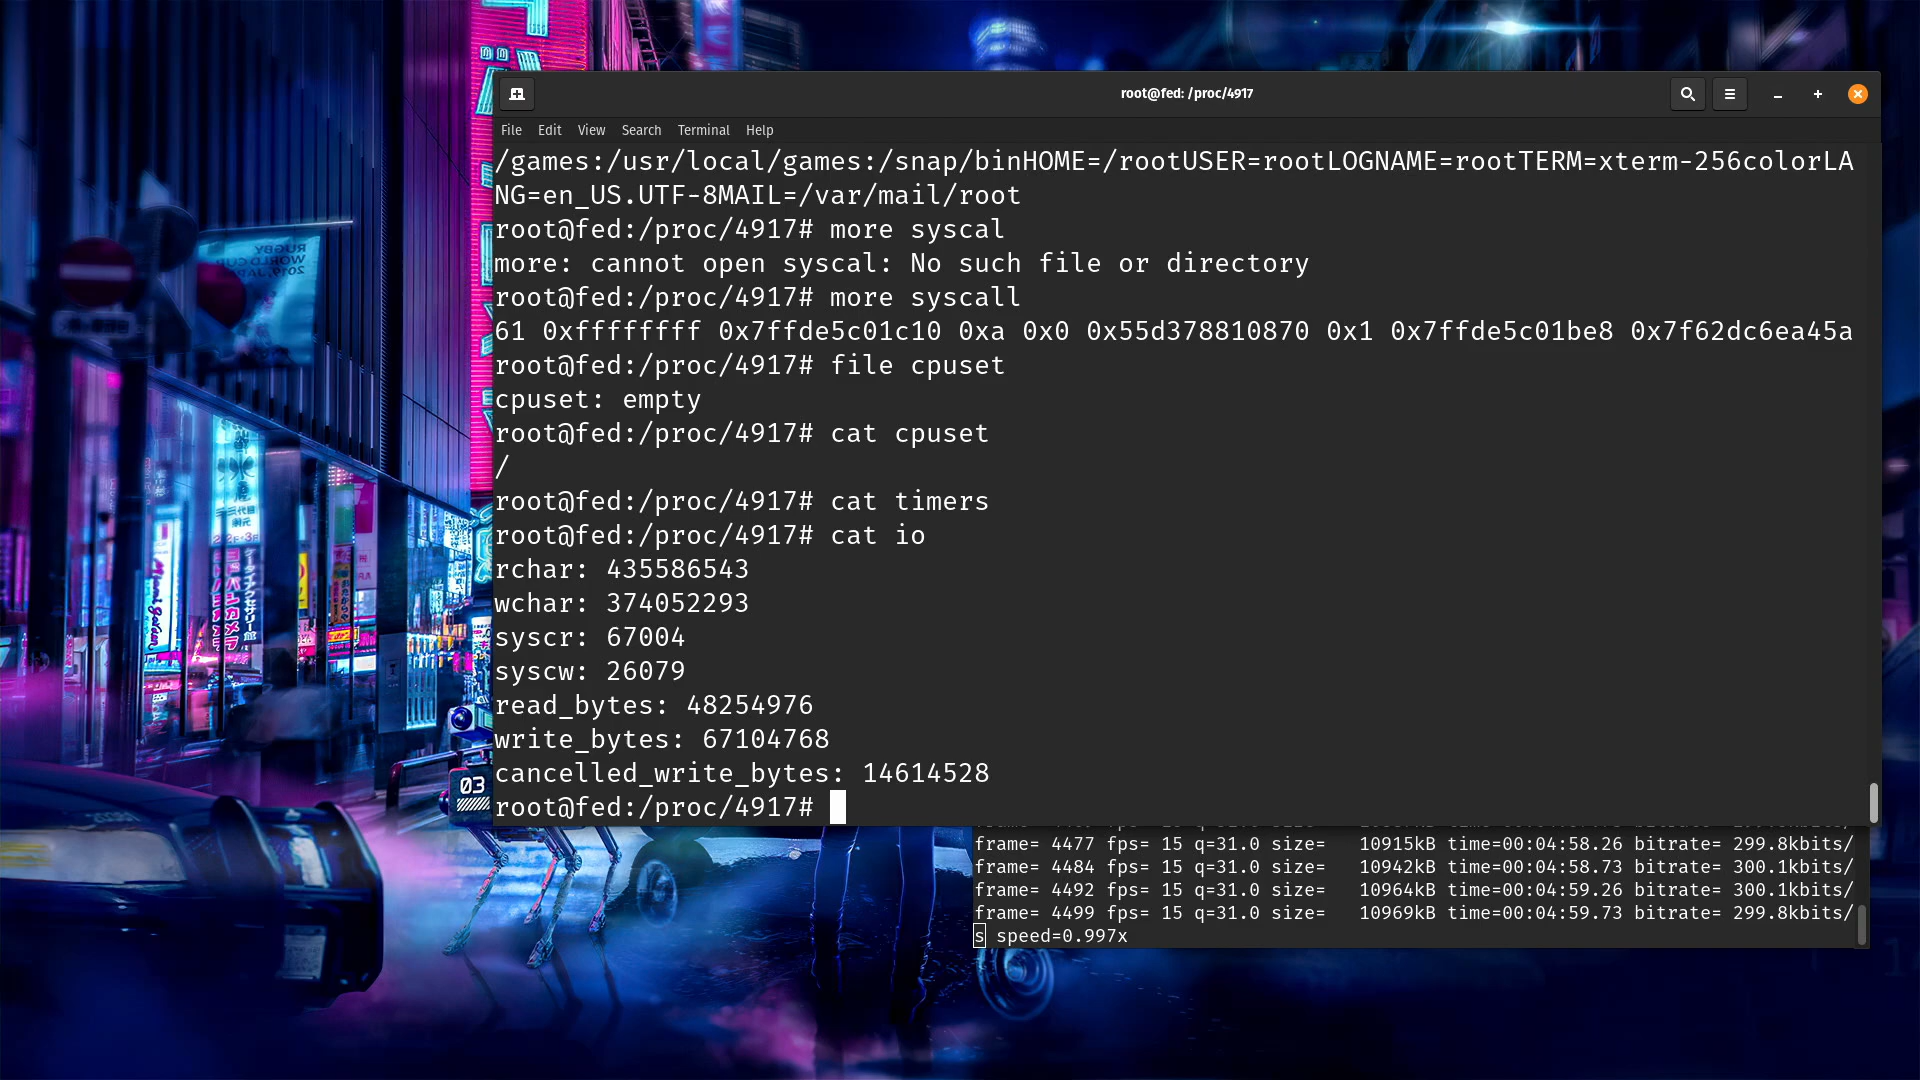 root@fed: /proc/4917
File Edit View Search Terminal Help
/games:/usr/local/games:/snap/binHOME=/rootUSER=rootLOGNAME=rootTERM=xterm-256colorLA
NG=en_US.UTF-8MAIL=/var/mail/root
root@fed:/proc/4917# more syscal
more: cannot open syscal: No such file or directory
root@fed:/proc/4917# more syscall
61 0xffffffff 0x7ffde5c01c10 0xa 0x0 0x55d378810870 0x1 0x7ffde5c01be8 0x7f62dc6ea45a
root@fed:/proc/4917# file cpuset
cpuset: empty
root@fed:/proc/4917# cat cpuset
/
root@fed:/proc/4917# cat timers
root@fed:/proc/4917# cat io
rchar: 435586543
wchar: 374052293
syscr: 67004
syscw: 26079
read_bytes: 48254976
write_bytes: 67104768
cancelled_write_bytes: 14614528
root@fed:/proc/4917#
frame= 4477 fps= 15 q=31.0 size=   10915kB time=00:04:58.26 bitrate= 299.8kbits/
frame= 4484 fps= 15 q=31.0 size=   10942kB time=00:04:58.73 bitrate= 300.1kbits/
frame= 4492 fps= 15 q=31.0 size=   10964kB time=00:04:59.26 bitrate= 300.1kbits/
frame= 4499 fps= 15 q=31.0 size=   10969kB time=00:04:59.73 bitrate= 299.8kbits/
s speed=0.997x
03